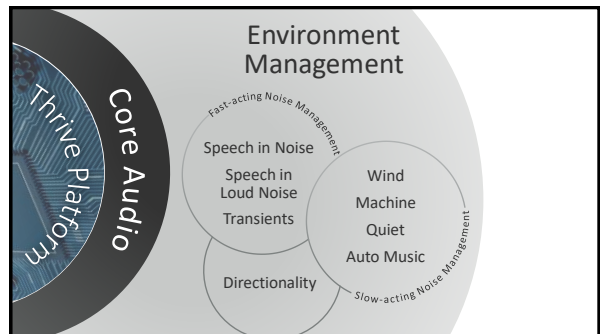 Environment
Management
Thrive Platform
Core Audio
Fast-acting Noise Management
Speech in Noise
Speech in
Loud Noise
Transients
Wind
Machine
Quiet
Auto Music
Slow-acting Noise Management
Directionality